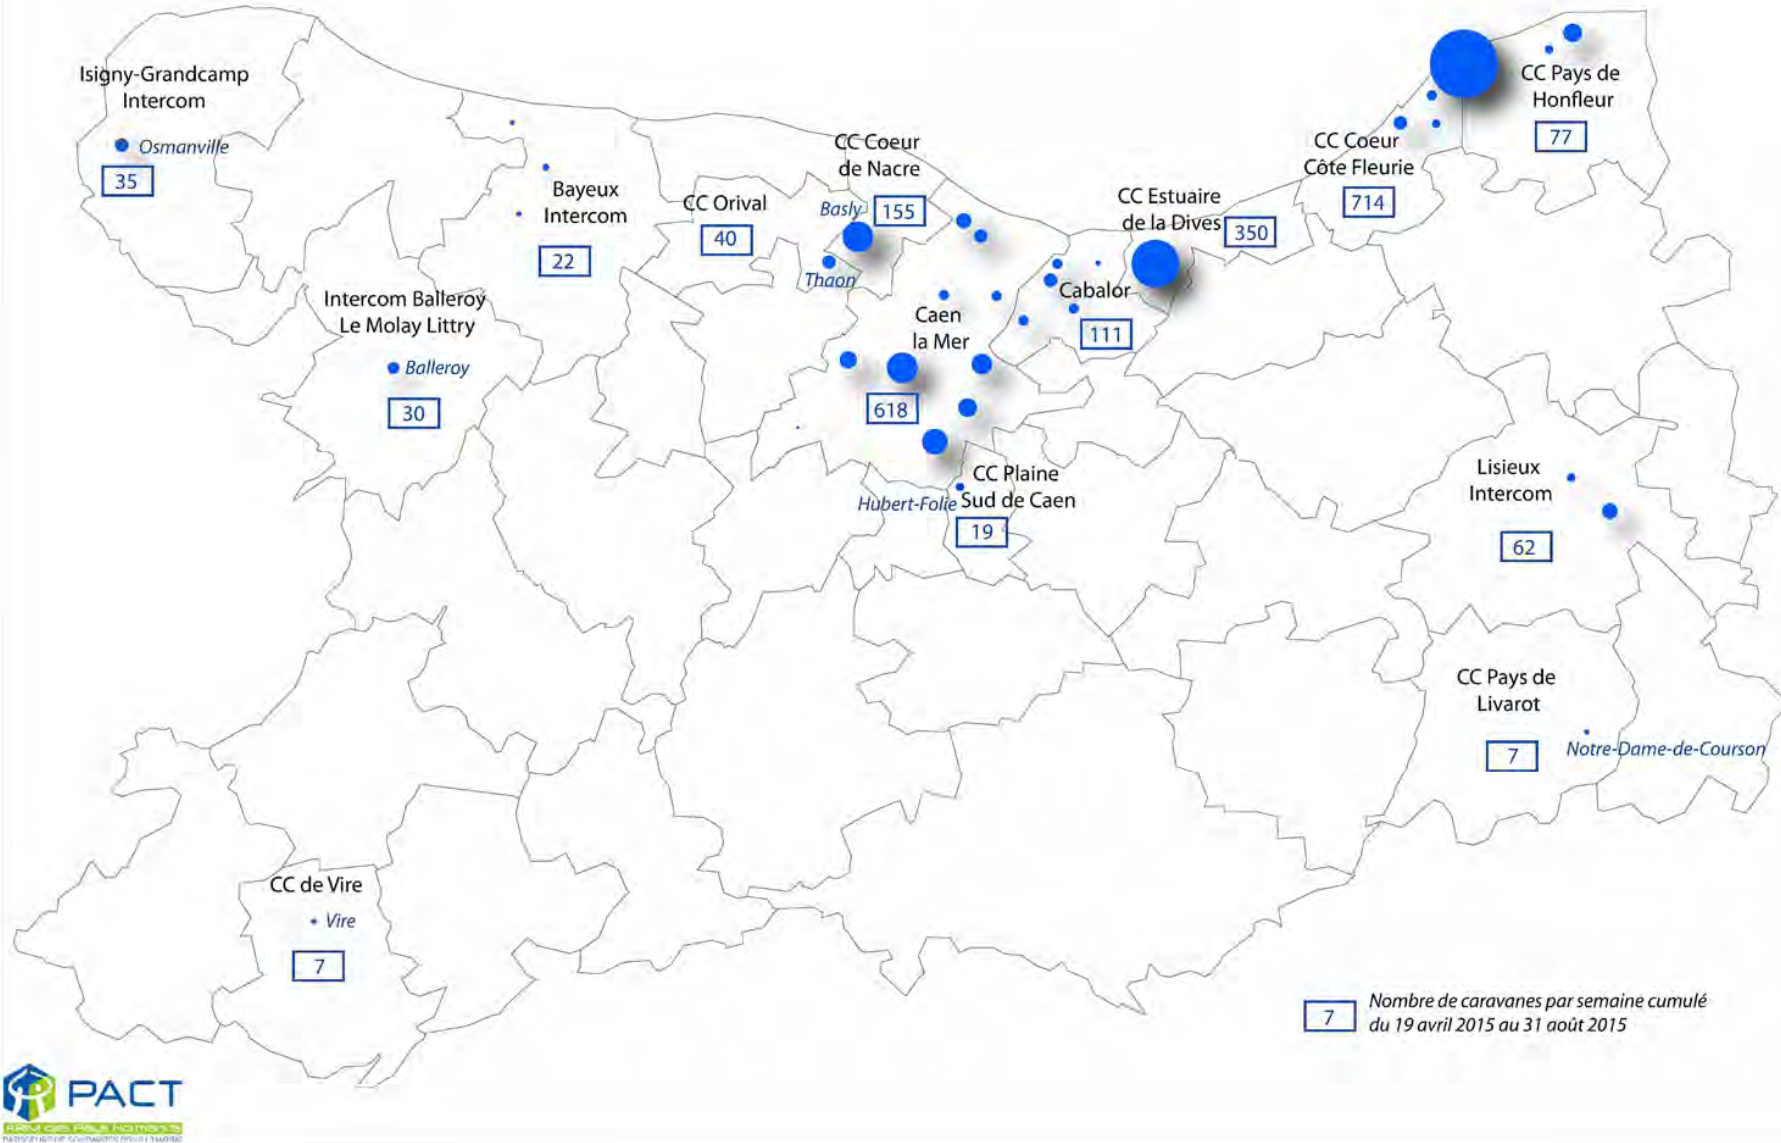 Isigny-Grandcamp
Intercom
Osmanville
35
Bayeux
Intercom
22
CC Orival
40
CC Coeur
de Nacre
Basly
155
Thaon
CC Estuaire
de la Dives
350
CC Coeur
Côte Fleurie
714
CC Pays de
Honfleur
77
Intercom Balleroy
Le Molay Littry
Balleroy
30
Caen
la Mer
618
Cabalor
111
CC Plaine
Sud de Caen
Hubert-Folie
19
Lisieux
Intercom
62
CC Pays de
Livarot
7
Notre-Dame-de-Courson
CC de Vire
Vire
7
7
Nombre de caravanes par semaine cumulé
du 19 avril 2015 au 31 août 2015
PACT
ARIM des Pays Normands